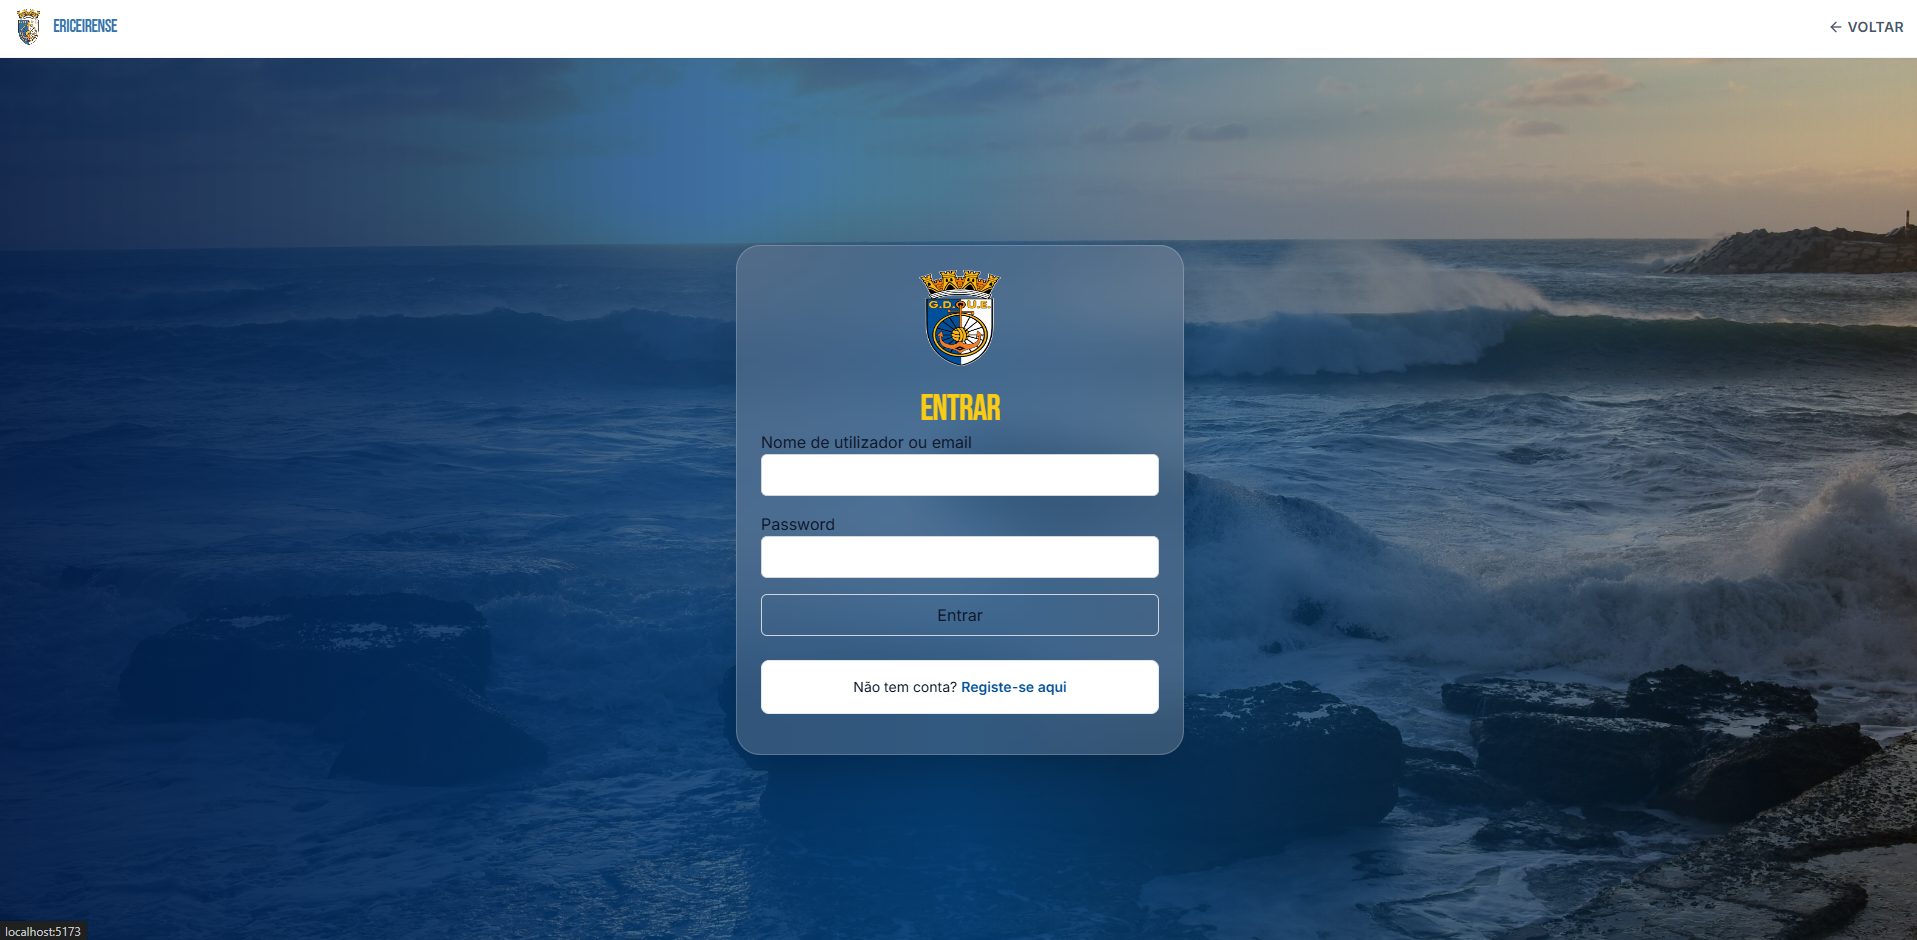 ERICEIRENSE
← VOLTAR
G.D.U.E.
ENTRAR
Nome de utilizador ou email
Password
Entrar
Não tem conta? Registe-se aqui
localhost:5173